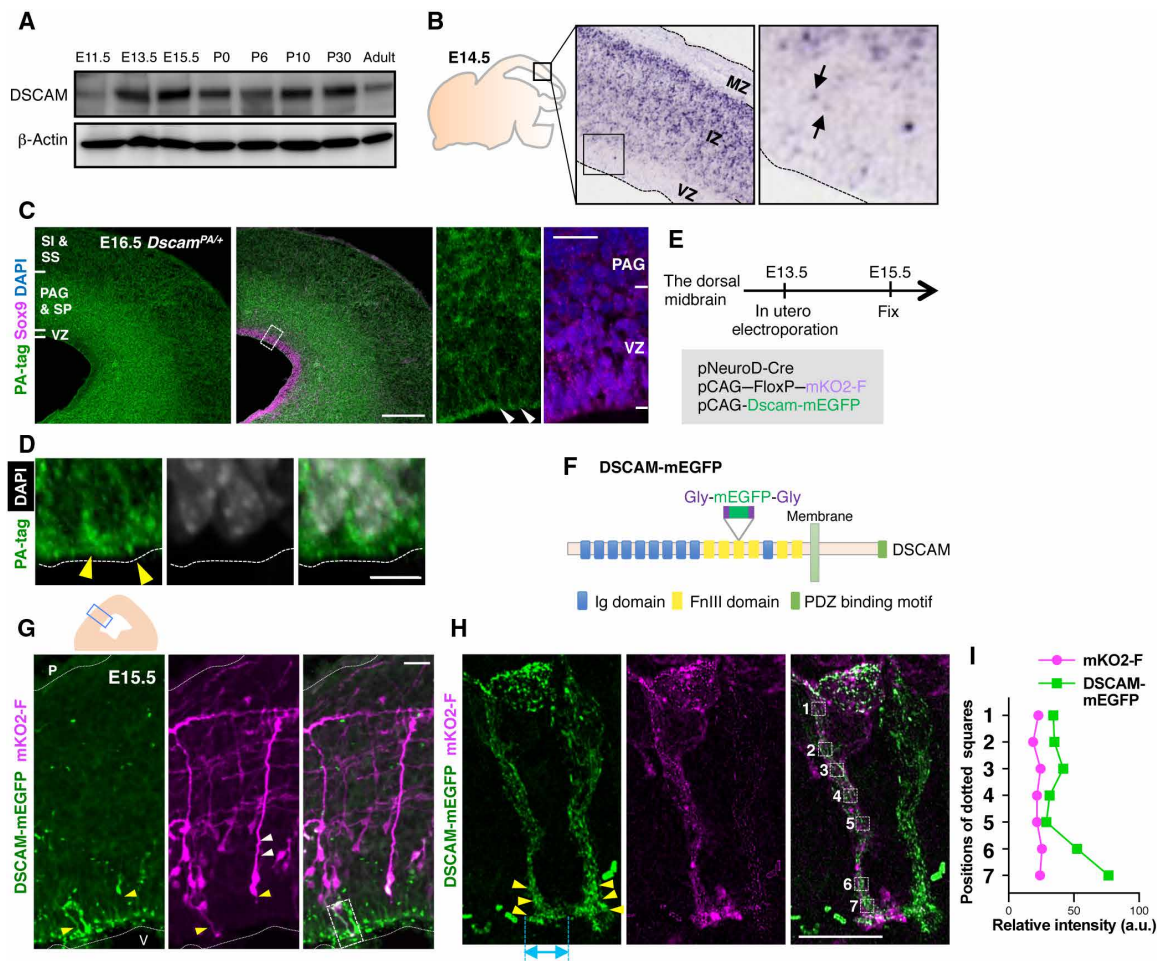 A
E11.5 E13.5 E15.5 P0 P6 P10 P30 Adult
DSCAM
β-Actin
B
E14.5
MZ
IZ
VZ
C
PA-tag Sox9 DAPI
SI &
SS
PAG
& SP
VZ
E16.5 DscamPA/+
PAG
VZ
D
PA-tag DAPI
E
The dorsal
midbrain
E13.5 E15.5
In utero
electroporation
Fix
pNeuroD-Cre
pCAG–FloxP–mKO2-F
pCAG-Dscam-mEGFP
F DSCAM-mEGFP
Gly-mEGFP-Gly
Membrane
DSCAM
Ig domain FnIII domain PDZ binding motif
G
DSCAM-mEGFP mKO2-F
P
E15.5
V
H
DSCAM-mEGFP mKO2-F
1
2
3
4
5
6
7
I
mKO2-F
DSCAM-
mEGFP
Positions of dotted squares
1
2
3
4
5
6
7
0 50 100
Relative intensity (a.u.)